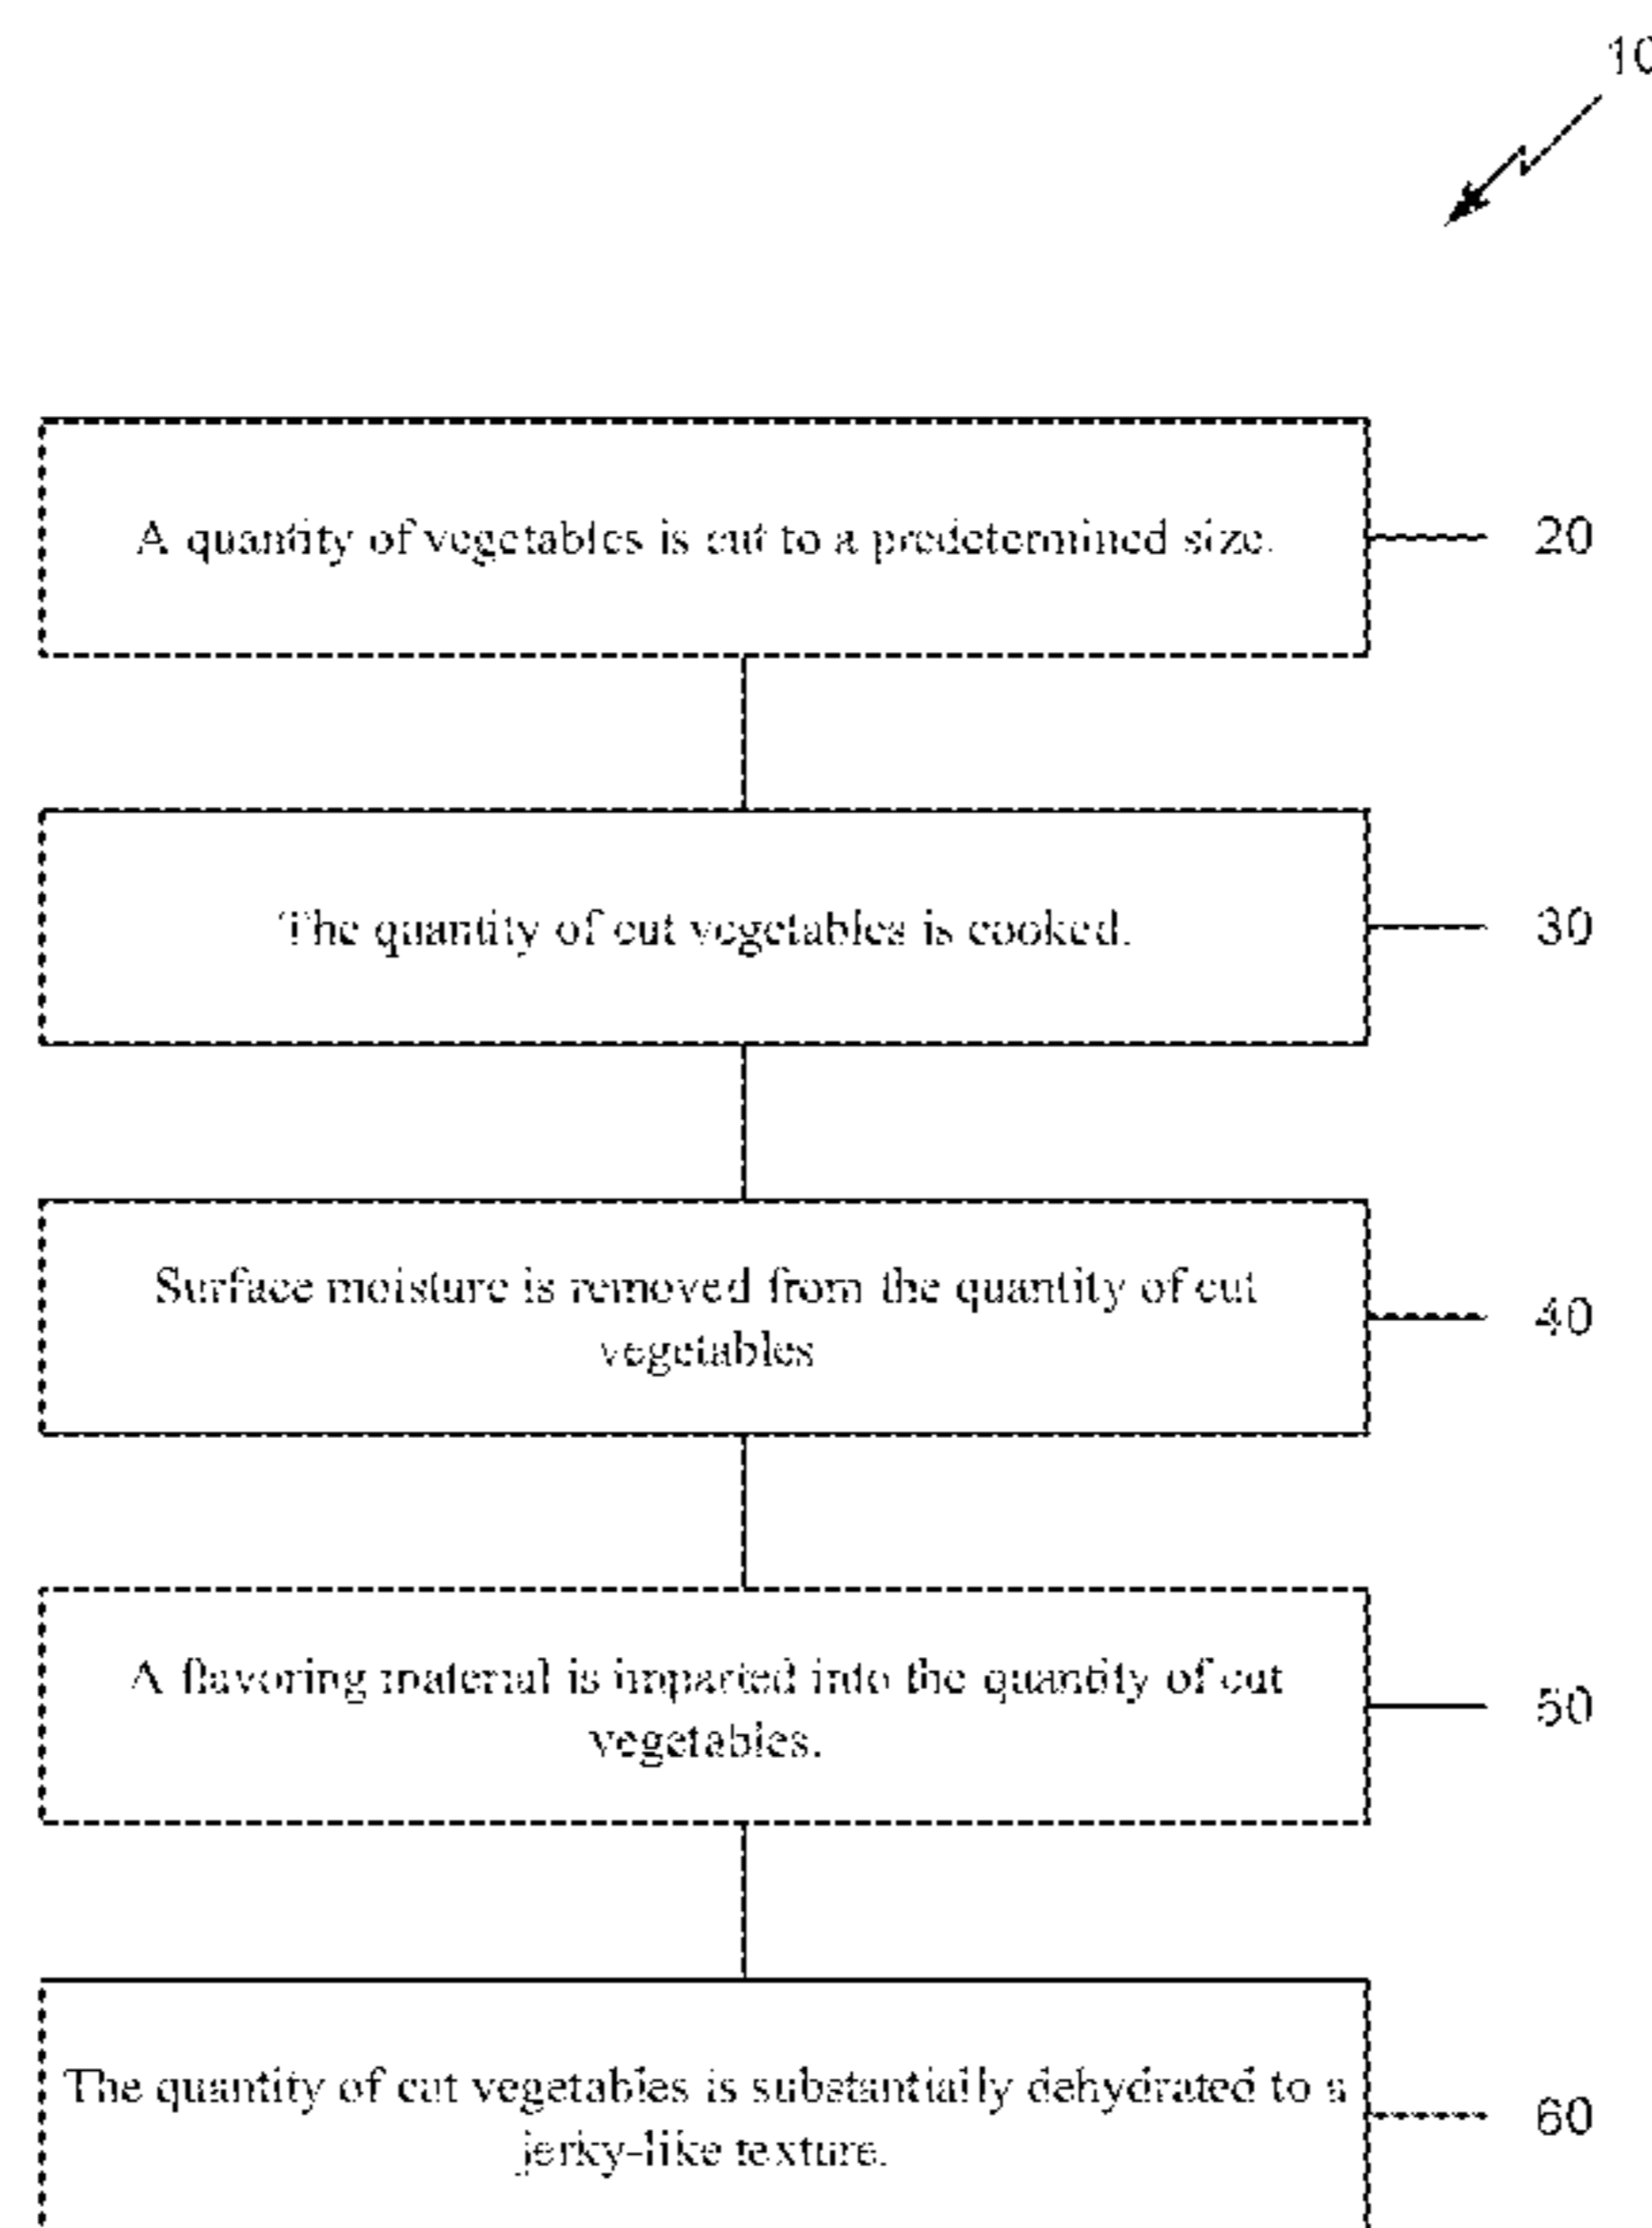 10
A quantity of vegetables is cut to a predetermined size.
20
The quantity of cut vegetables is cooked.
30
Surface moisture is removed from the quantity of cut
vegetables
40
A flavoring material is imparted into the quantity of cut
vegetables.
50
The quantity of cut vegetables is substantially dehydrated to a
jerky-like texture.
60